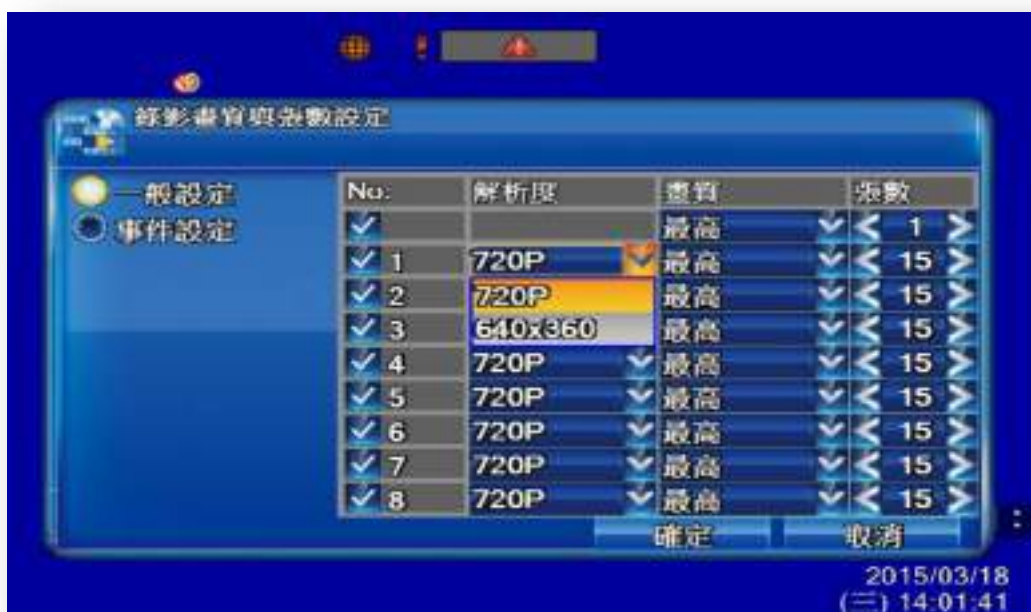 錄影畫質與張數設定
一般設定
事件設定
No. 解析度 畫質 張數
最高 1
1 720P 最高 15
2 720P 最高 15
3 640x360 最高 15
4 720P 最高 15
5 720P 最高 15
6 720P 最高 15
7 720P 最高 15
8 720P 最高 15
確定 取消
2015/03/18
(三) 14:01:41